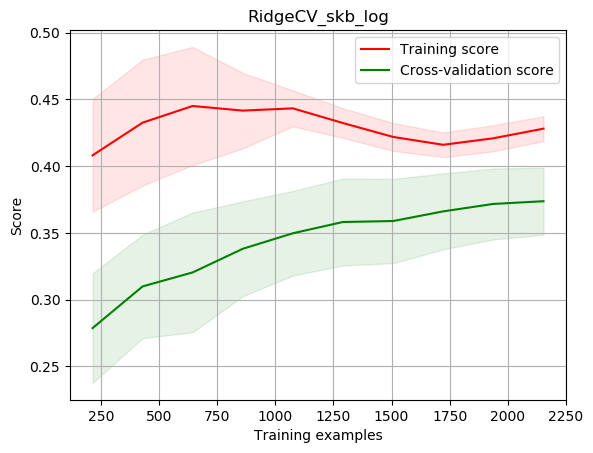 RidgeCV_skb_log
Training score
Cross-validation score
0.50
0.45
0.40
0.35
0.30
0.25
Score
250 500 750 1000 1250 1500 1750 2000 2250
Training examples